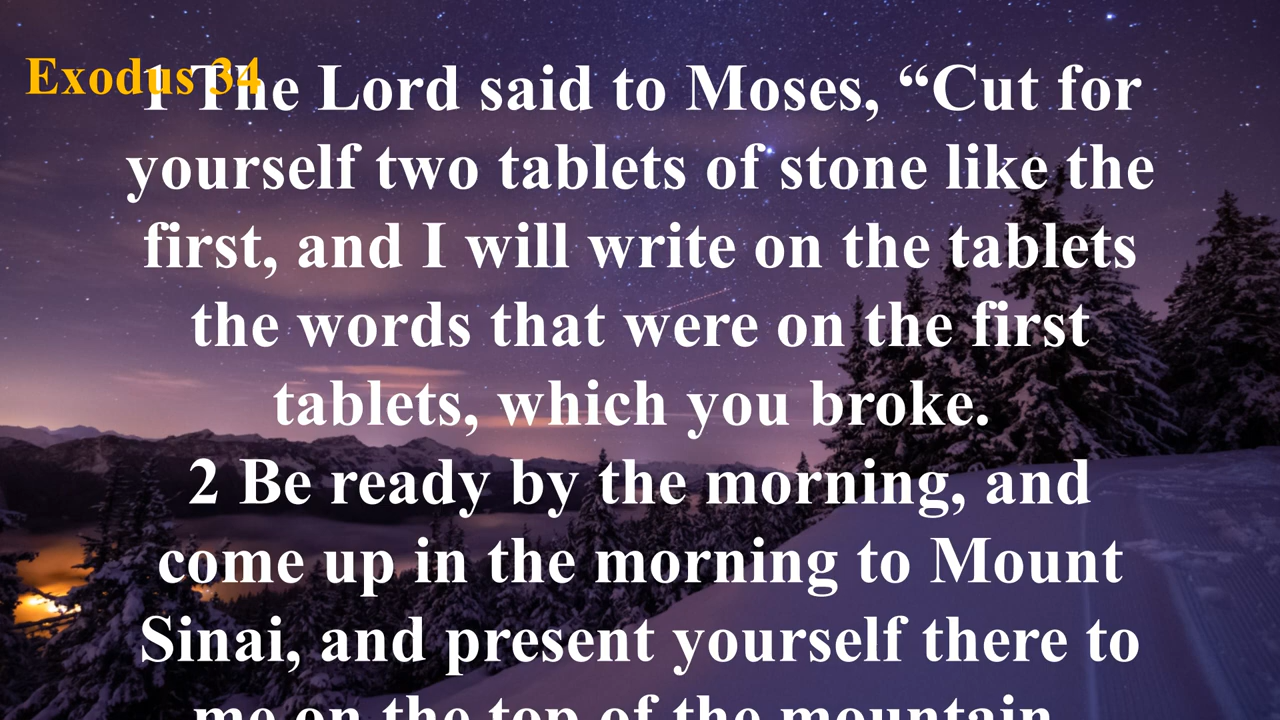 Exodus 34
1 The Lord said to Moses, “Cut for
yourself two tablets of stone like the
first, and I will write on the tablets
the words that were on the first
tablets, which you broke.
2 Be ready by the morning, and
come up in the morning to Mount
Sinai, and present yourself there to
me on the top of the mountain.